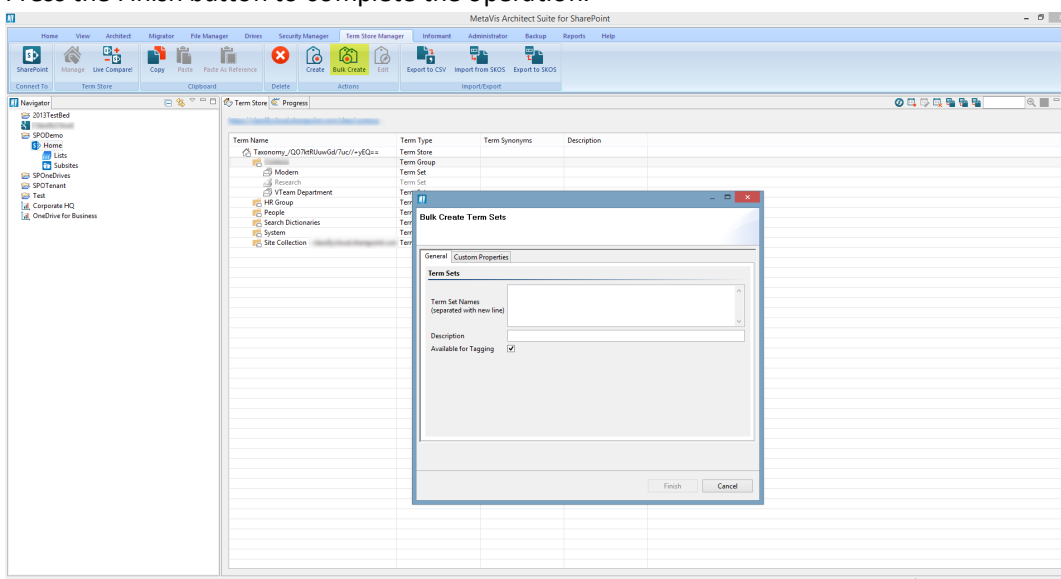 Press the Finish button to complete the operation.
MetaVis Architect Suite for SharePoint
Home View Architect Migrator File Manager Drives Security Manager Term Store Manager Informant Administrator Backup Reports Help
SharePoint Manage Live Compare! Copy Paste Paste As Reference Delete Create Bulk Create Edit Export to CSV Import from SKOS Export to SKOS
Connect To Term Store Clipboard Delete Actions Import/Export
Navigator
2013TestBed
SPODemo
Home
Lists
Subsites
SPOneDrives
SPOTenant
Test
Corporate HQ
OneDrive for Business
Term Store Progress
Term Name Term Type Term Synonyms Description
Taxonomy_/QO7ktRUuwGd/7uc//+yEQ== Term Store
Term Group
Modern Term Set
Research Term Set
VTeam Department
HR Group
People
Search Dictionaries
System
Site Collection
Bulk Create Term Sets
General Custom Properties
Term Sets
Term Set Names
(separated with new line)
Description
Available for Tagging
Finish Cancel